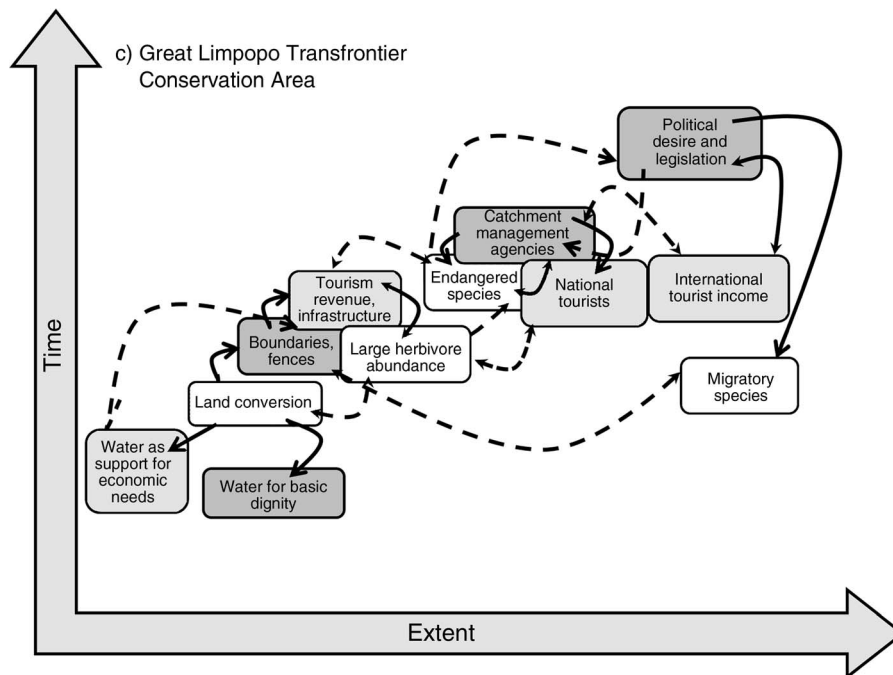 c) Great Limpopo Transfrontier
Conservation Area
Political
desire and
legislation
Catchment
management
agencies
Endangered
species
National
tourists
International
tourist income
Tourism
revenue,
infrastructure
Boundaries,
fences
Large herbivore
abundance
Migratory
species
Land conversion
Water as
support for
economic
needs
Water for basic
dignity
Time
Extent